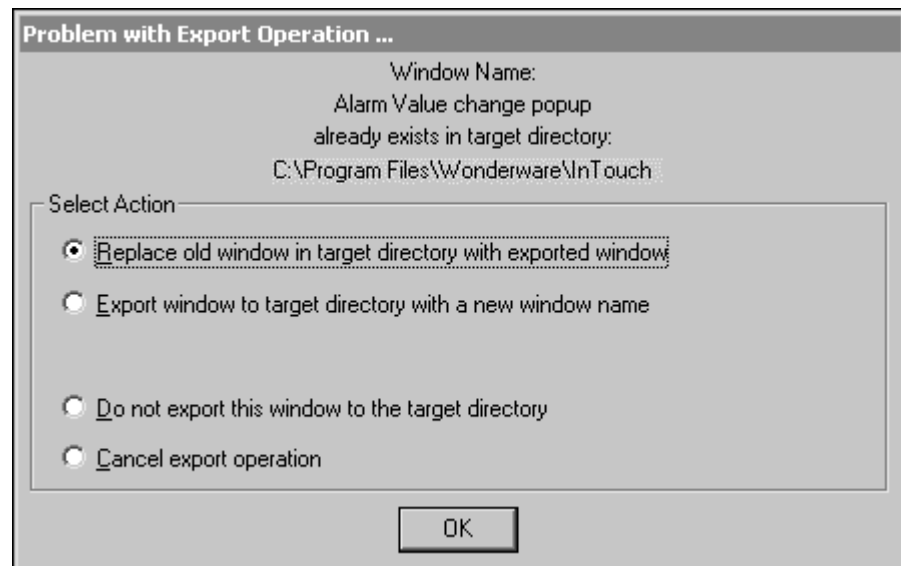 Problem with Export Operation ...
Window Name:
Alarm Value change popup
already exists in target directory:
C:\Program Files\Wonderware\InTouch
Select Action
Replace old window in target directory with exported window
Export window to target directory with a new window name
Do not export this window to the target directory
Cancel export operation
OK